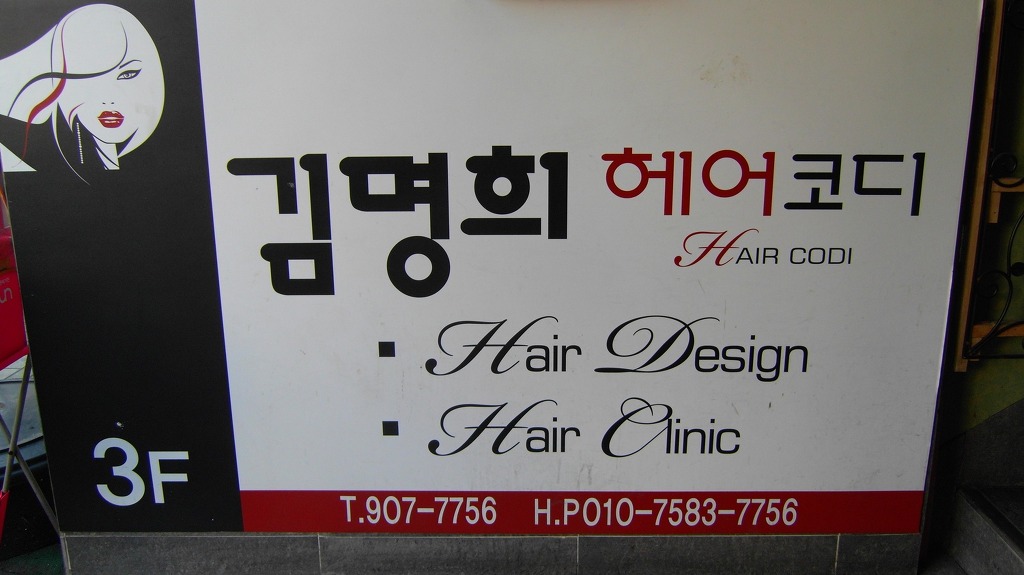 김명희 헤어코디
HAIR CODI
▪ Hair Design
▪ Hair Clinic
3F
T.907-7756 H.P010-7583-7756